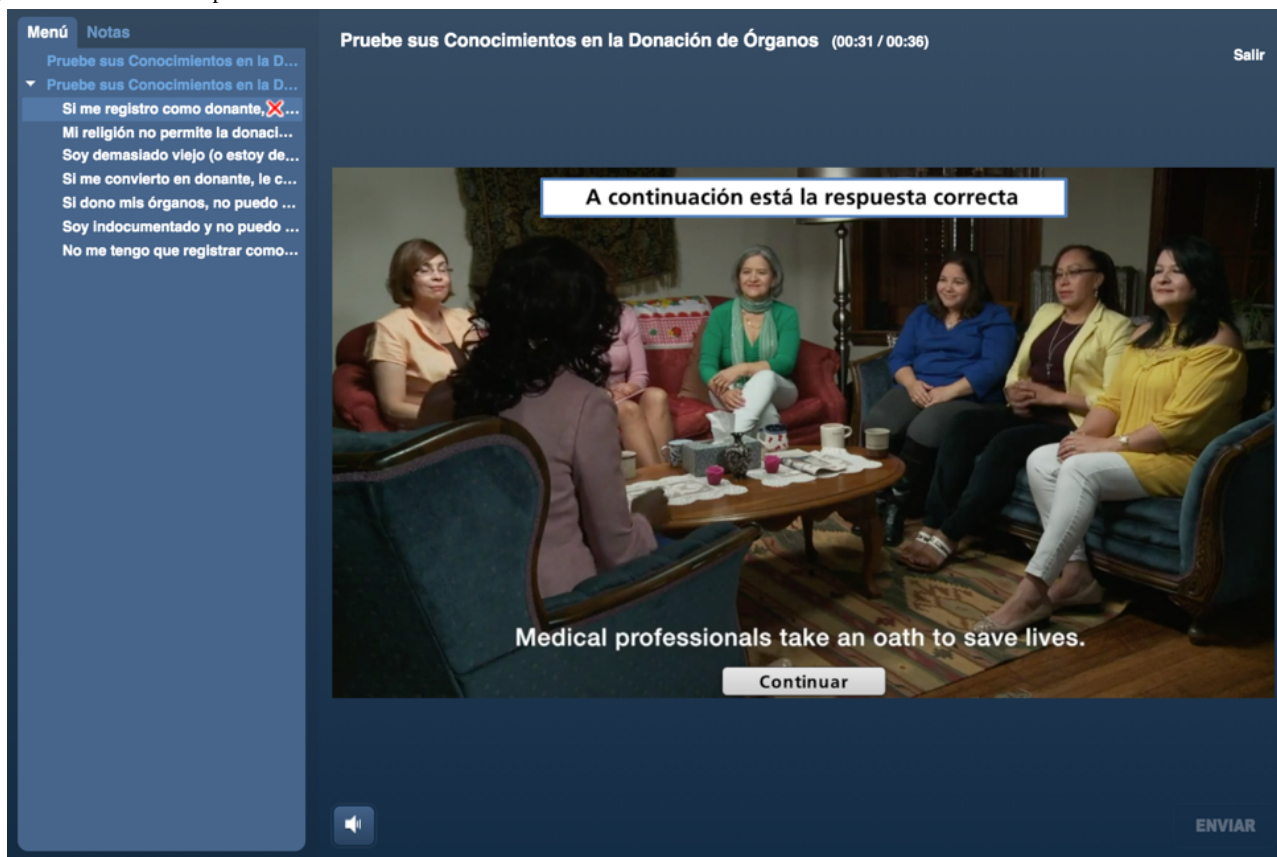 Menú Notas
Pruebe sus Conocimientos en la D...
Pruebe sus Conocimientos en la D...
Si me registro como donante, ...
Mi religión no permite la donaci...
Soy demasiado viejo (o estoy de...
Si me convierto en donante, le c...
Si dono mis órganos, no puedo ...
Soy indocumentado y no puedo ...
No me tengo que registrar como...
Pruebe sus Conocimientos en la Donación de Órganos (00:31 / 00:36)
Salir
A continuación está la respuesta correcta
Medical professionals take an oath to save lives.
Continuar
ENVIAR